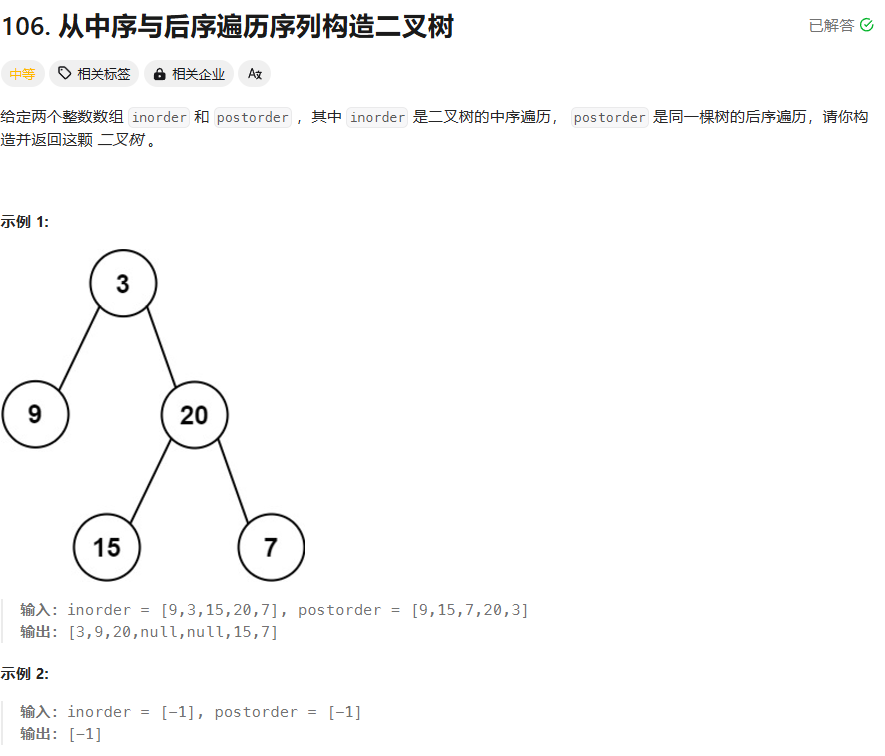 106. 从中序与后序遍历序列构造二叉树
已解答
中等 相关标签 相关企业 Aあ
给定两个整数数组 inorder 和 postorder ，其中 inorder 是二叉树的中序遍历， postorder 是同一棵树的后序遍历，请你构
造并返回这颗 二叉树 。
示例 1:
3
9 20
15 7
输入：inorder = [9,3,15,20,7], postorder = [9,15,7,20,3]
输出：[3,9,20,null,null,15,7]
示例 2:
输入：inorder = [-1], postorder = [-1]
输出：[-1]